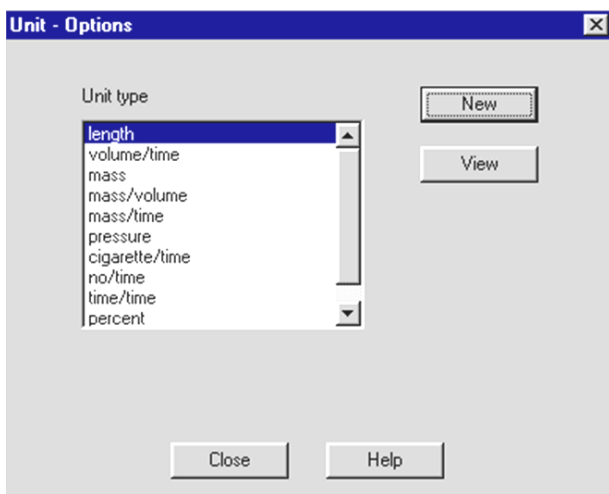 Unit - Options
Unit type
New
length
volume/time
View
mass
mass/volume
mass/time
pressure
cigarette/time
no/time
time/time
percent
Close
Help